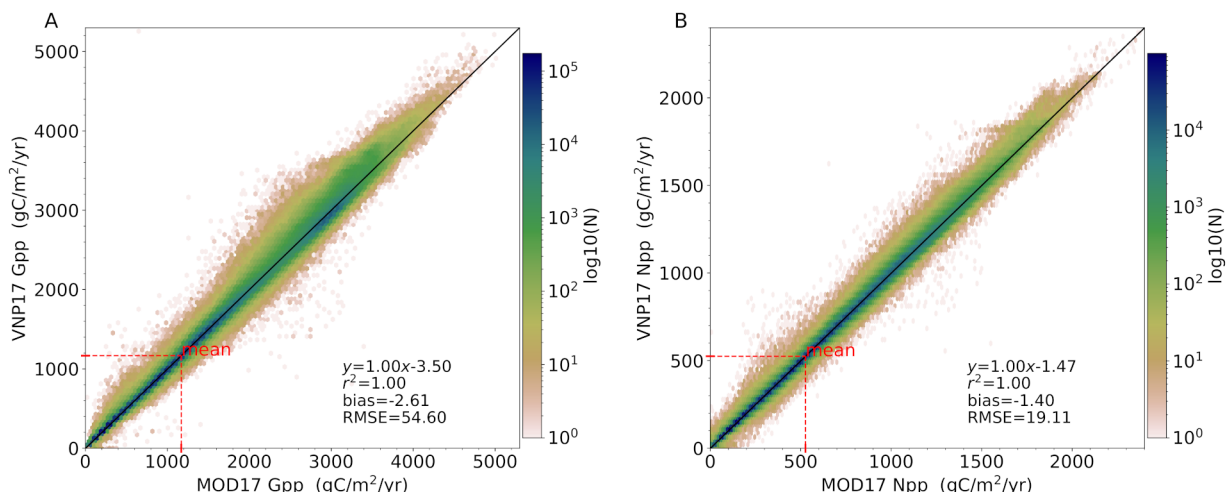 A
VNP17 Gpp (gC/m²/yr)
5000
4000
3000
2000
1000
0
0 1000 2000 3000 4000 5000
MOD17 Gpp (gC/m²/yr)
mean
y=1.00x-3.50
r²=1.00
bias=-2.61
RMSE=54.60
10⁵
10⁴
10³
10²
10¹
10⁰
log10(N)
B
VNP17 Npp (gC/m²/yr)
2000
1500
1000
500
0
0 500 1000 1500 2000
MOD17 Npp (gC/m²/yr)
mean
y=1.00x-1.47
r²=1.00
bias=-1.40
RMSE=19.11
10⁴
10³
10²
10¹
10⁰
log10(N)